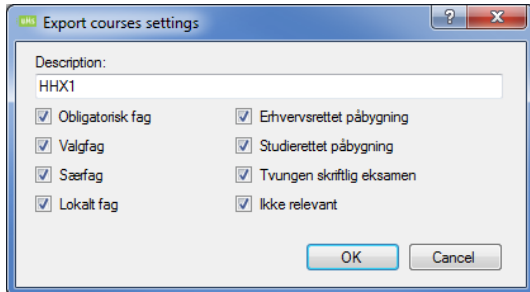 UMS Export courses settings
Description:
HHX1
Obligatorisk fag
Valgfag
Særfag
Lokalt fag
Erhvervsrettet påbygning
Studierettet påbygning
Tvungen skriftlig eksamen
Ikke relevant
OK Cancel